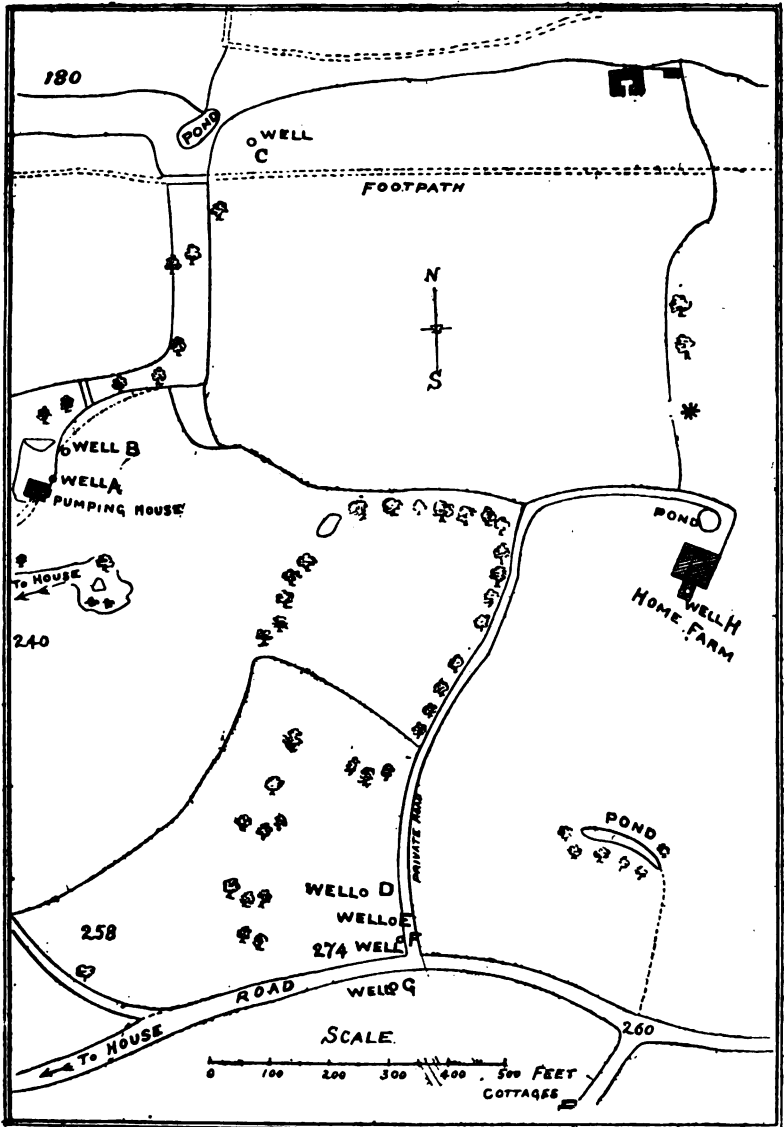 180
POND
WELL
C
FOOTPATH
N
S
WELL B
WELL A
PUMPING HOUSE
POND
TO HOUSE
WELL H
HOME FARM
240
PRIVATE ROAD
POND G
WELL D
WELL E
258
274 WELL F
ROAD
WELL G
260
TO HOUSE
SCALE.
0 100 200 300 400 500 FEET
COTTAGES